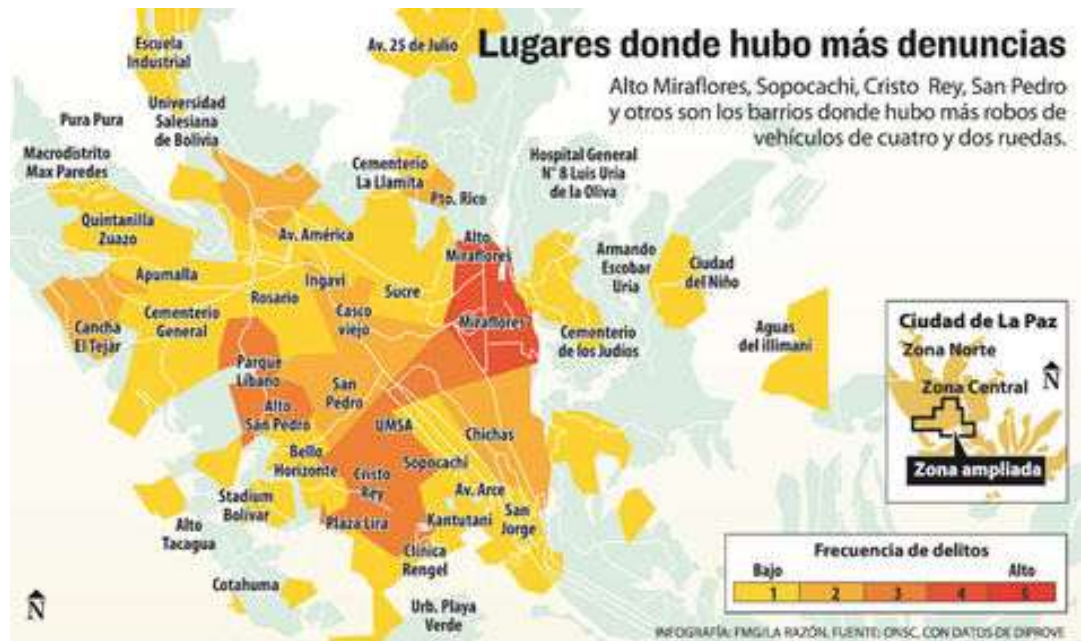 Lugares donde hubo más denuncias
Alto Miraflores, Sopocachi, Cristo Rey, San Pedro
y otros son los barrios donde hubo más robos de
vehículos de cuatro y dos ruedas.
Escuela
Industrial
Av. 25 de Julio
Universidad
Salesiana
de Bolivia
Pura Pura
Macrodistrito
Max Paredes
Cementerio
La Llamita
Pto. Rico
Hospital General
N° 8 Luis Uria
de la Oliva
Quintanilla
Zuazo
Av. América
Alto
Miraflores
Armando
Escobar
Uria
Ciudad
del Niño
Apumalla
Ingavi
Rosario
Sucre
Cementerio
General
Casco
viejo
Miraflores
Cancha
El Tejar
Cementerio
de los Judíos
Aguas
del illimani
Parque
Líbano
San
Pedro
Alto
San Pedro
UMSA
Chichas
Bello
Horizonte
Sopocachi
Cristo
Rey
Av. Arce
Stadium
Bolivar
Plaza Lira
Kantutani
San
Jorge
Alto
Tacagua
Clínica
Rengel
Cotahuma
Urb. Playa
Verde
N
Ciudad de La Paz
Zona Norte
N
Zona Central
Zona ampliada
Frecuencia de delitos
Bajo Alto
1 2 3 4 5
INFOGRAFÍA: FMG/LA RAZÓN. FUENTE: ONSC, CON DATOS DE DIPROVE